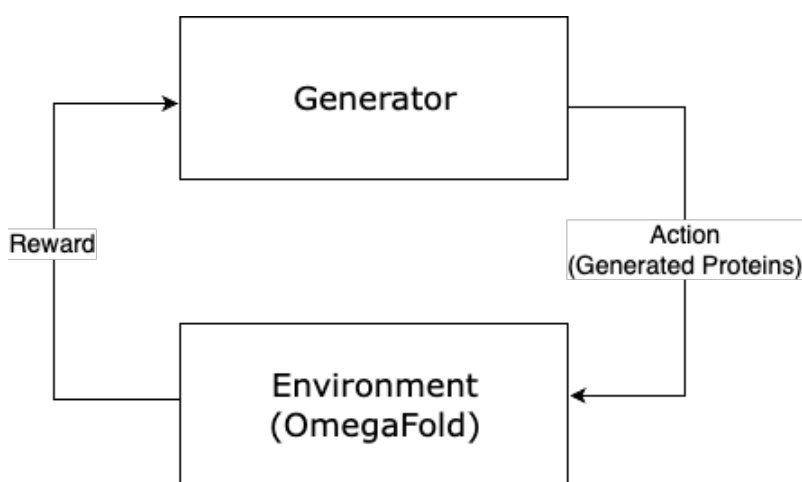 Generator
Reward
Action
(Generated Proteins)
Environment
(OmegaFold)